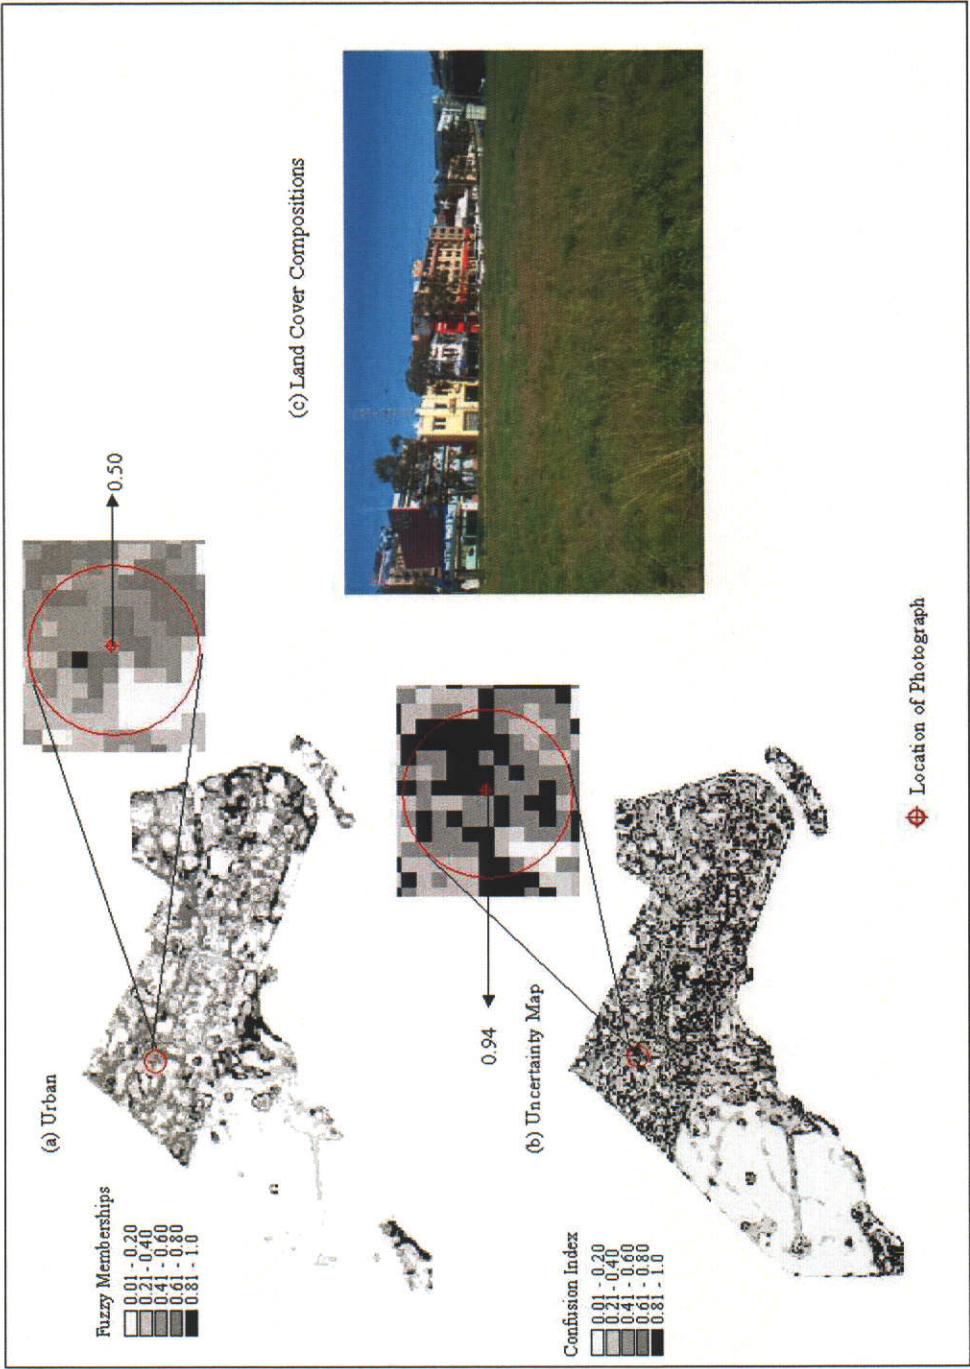 (a) Urban
Fuzzy Memberships
0.01 - 0.20
0.21 - 0.40
0.41 - 0.60
0.61 - 0.80
0.81 - 1.0
0.50
(b) Uncertainty Map
Confusion Index
0.01 - 0.20
0.21 - 0.40
0.41 - 0.60
0.61 - 0.80
0.81 - 1.0
0.94
(c) Land Cover Compositions
Location of Photograph